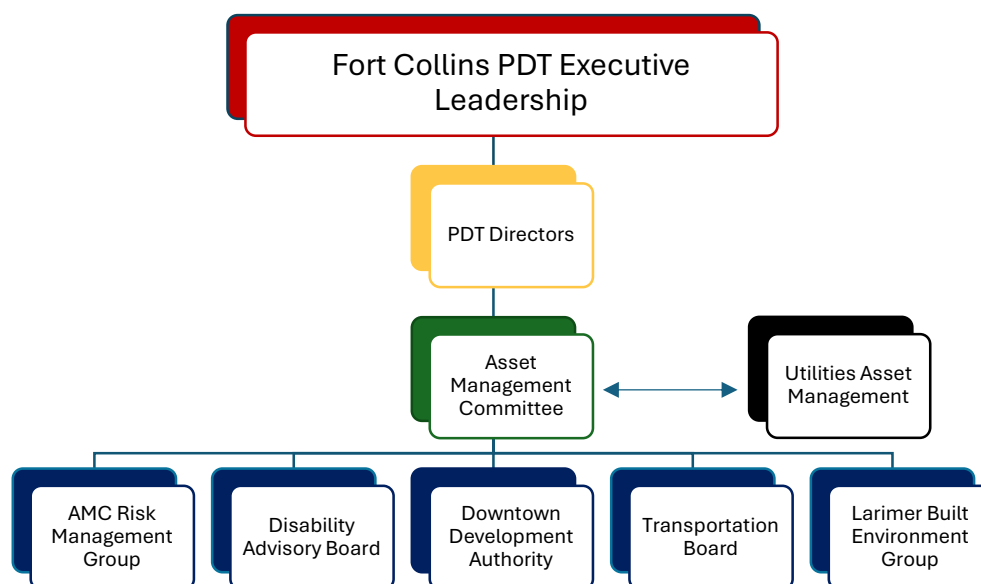 Fort Collins PDT Executive
Leadership
PDT Directors
Asset
Management
Committee
Utilities Asset
Management
AMC Risk
Management
Group
Disability
Advisory Board
Downtown
Development
Authority
Transportation
Board
Larimer Built
Environment
Group